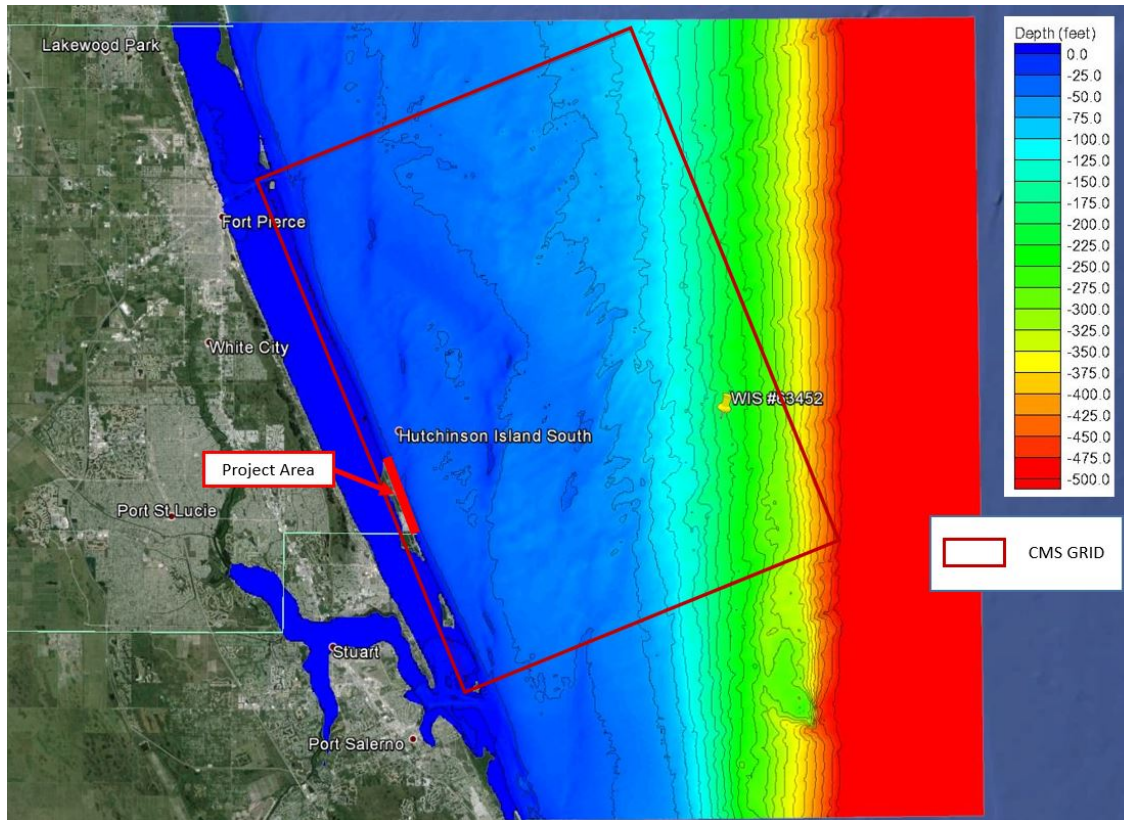 Lakewood Park
Fort Pierce
White City
Hutchinson Island South
Project Area
Port St Lucie
Stuart
Port Salerno
WIS #63452
Depth (feet)
0.0
-25.0
-50.0
-75.0
-100.0
-125.0
-150.0
-175.0
-200.0
-225.0
-250.0
-275.0
-300.0
-325.0
-350.0
-375.0
-400.0
-425.0
-450.0
-475.0
-500.0
CMS GRID